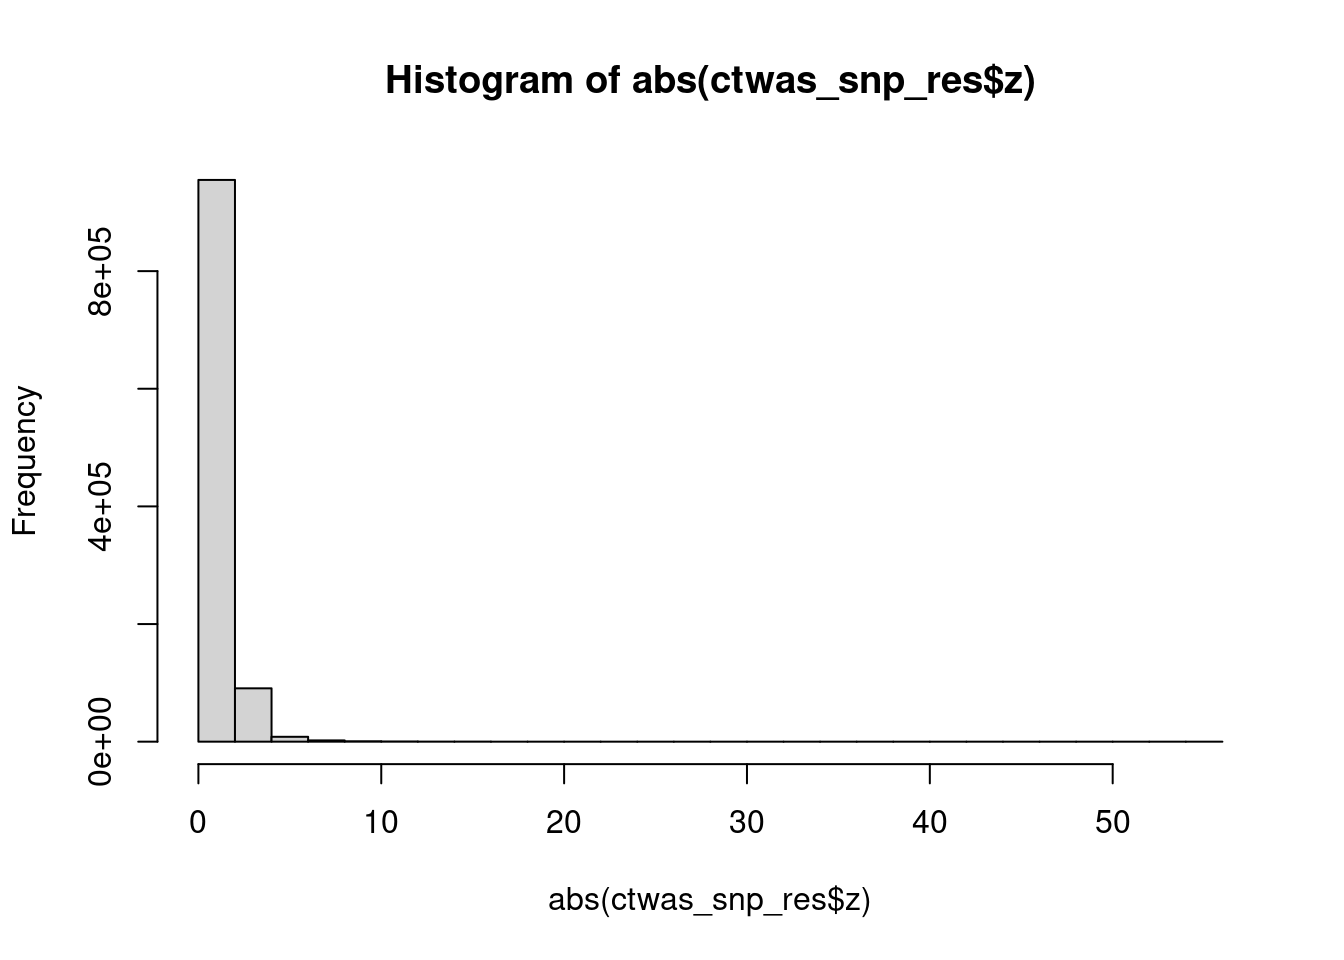 Histogram of abs(ctwas_snp_res$z)
Frequency
8e+05
4e+05
0e+00
0 10 20 30 40 50
abs(ctwas_snp_res$z)